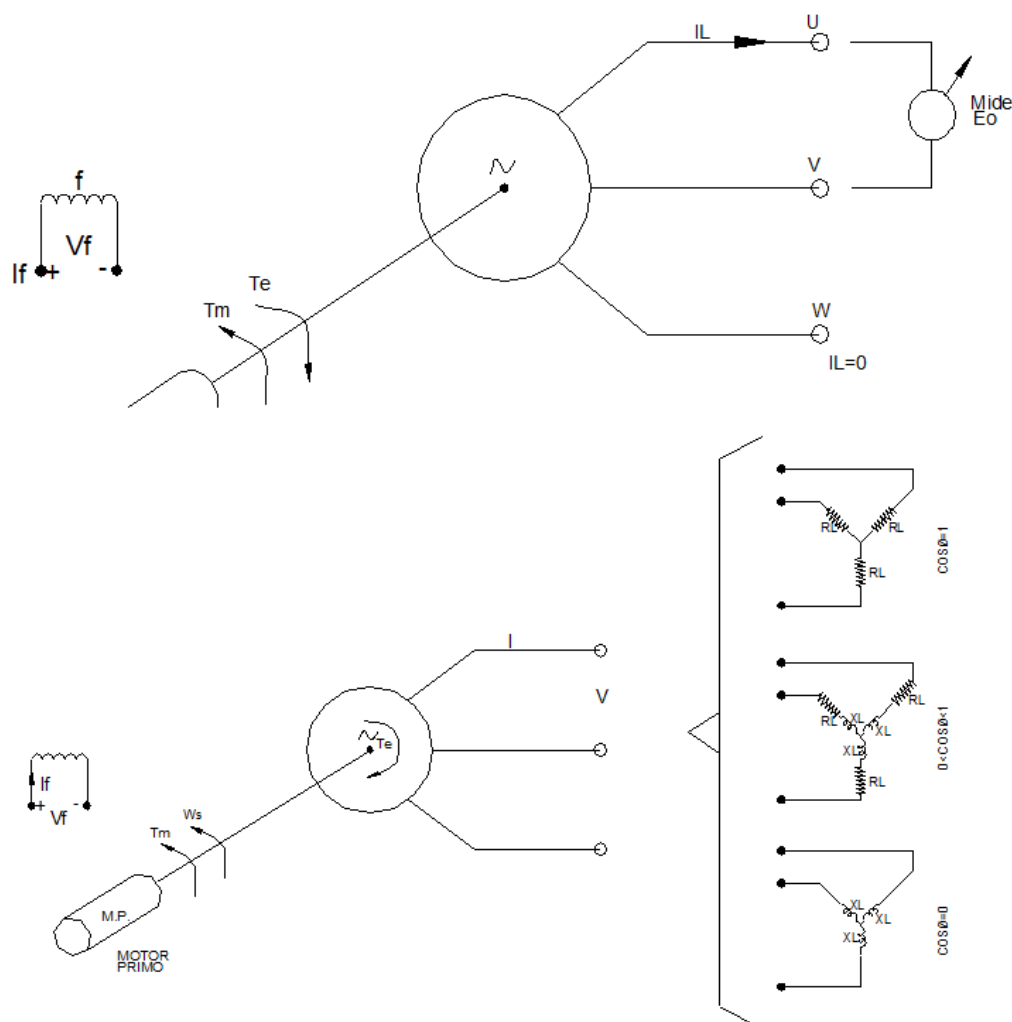 IL
U
Mide
Eo
f
Vf
If + -
V
Te
Tm
W
IL=0
RL RL
RL
COSØ=1
I
V
RL XL XL RL
XL
RL
0<COSØ<1
Te
If
+ Vf -
Ws
Tm
M.P.
MOTOR
PRIMO
XL XL
XL
COSØ=0